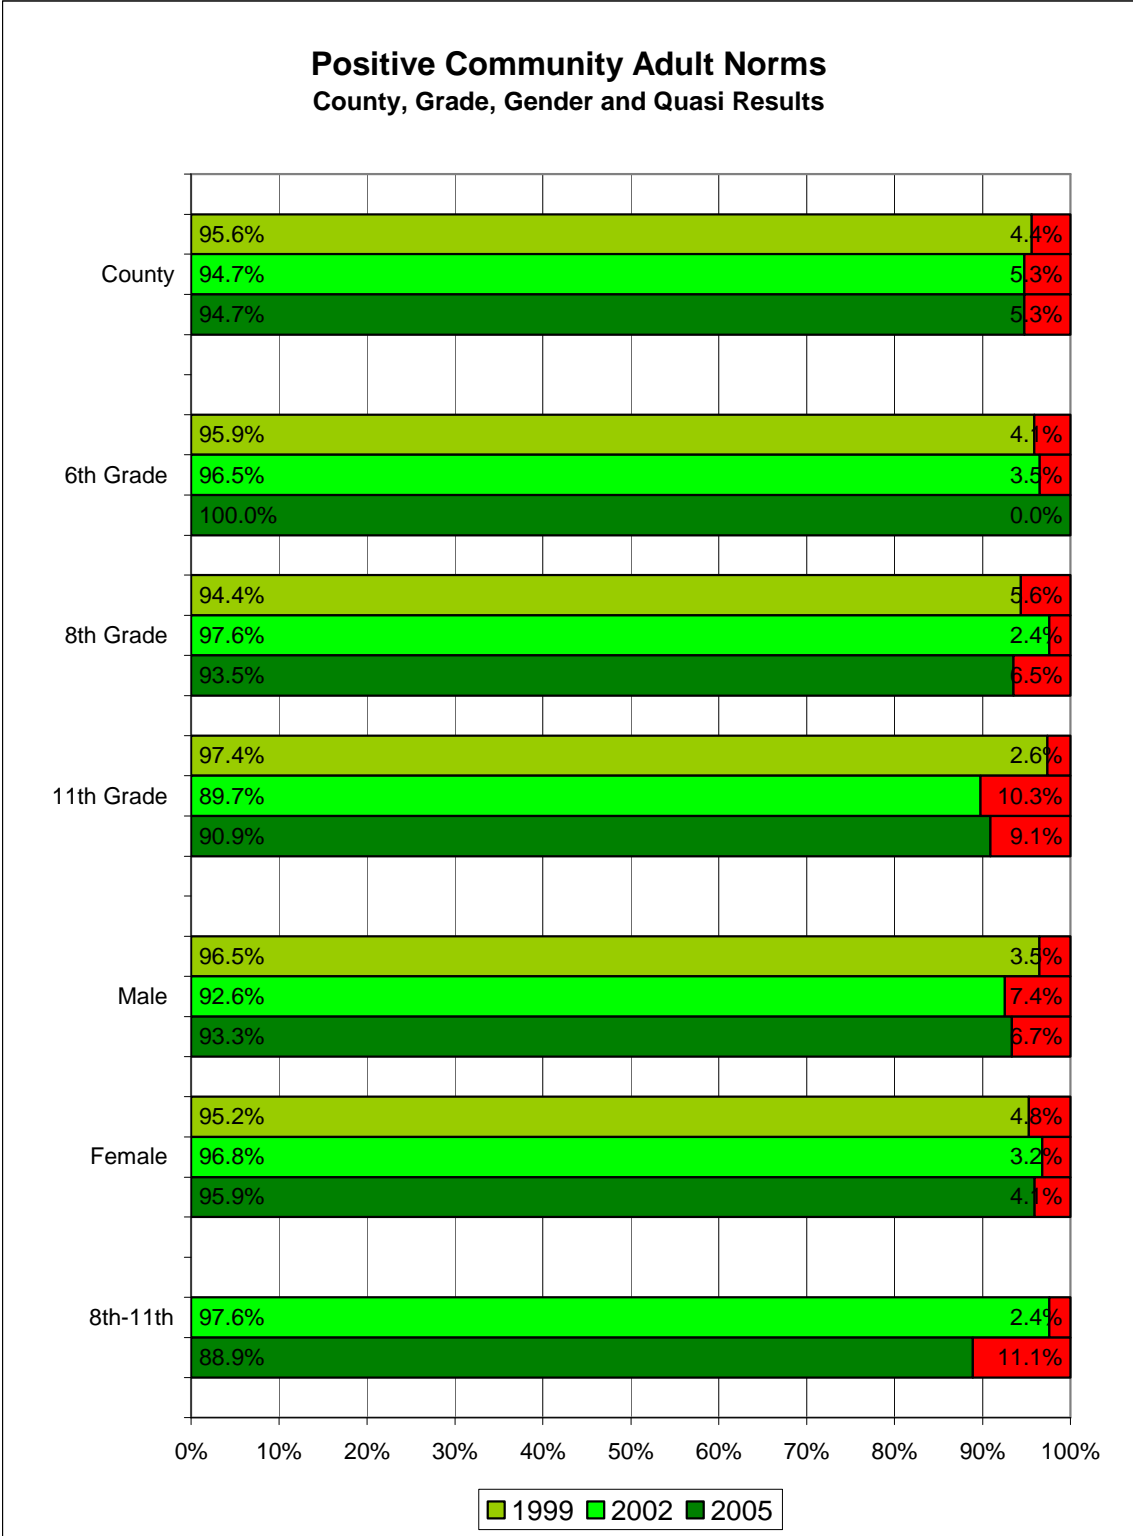 Positive Community Adult Norms
County, Grade, Gender and Quasi Results
95.6% 4.4%
County 94.7% 5.3%
94.7% 5.3%
95.9% 4.1%
6th Grade 96.5% 3.5%
100.0% 0.0%
94.4% 5.6%
8th Grade 97.6% 2.4%
93.5% 6.5%
97.4% 2.6%
11th Grade 89.7% 10.3%
90.9% 9.1%
96.5% 3.5%
Male 92.6% 7.4%
93.3% 6.7%
95.2% 4.8%
Female 96.8% 3.2%
95.9% 4.1%
8th-11th 97.6% 2.4%
88.9% 11.1%
0% 10% 20% 30% 40% 50% 60% 70% 80% 90% 100%
1999 2002 2005